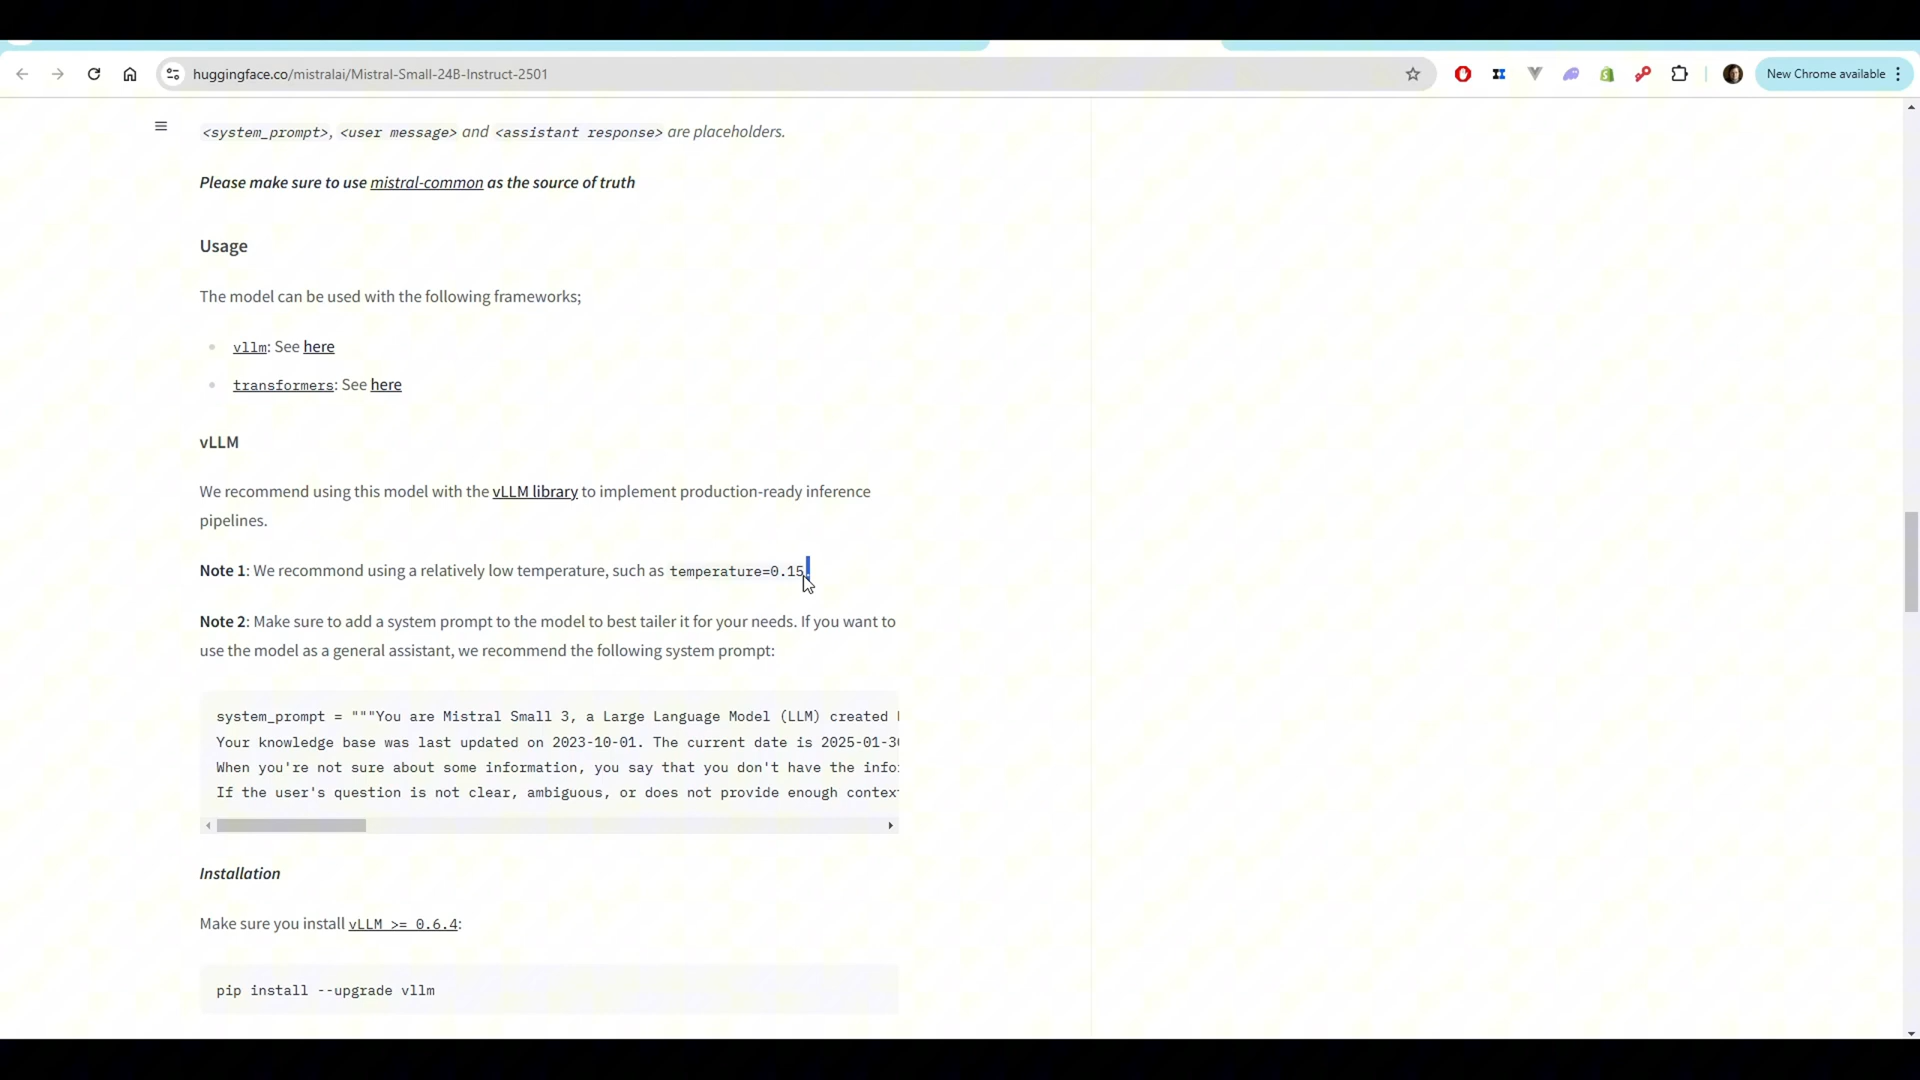 huggingface.co/mistralai/Mistral-Small-24B-Instruct-2501
New Chrome available
<system_prompt>, <user message> and <assistant response> are placeholders.
Please make sure to use mistral-common as the source of truth
Usage
The model can be used with the following frameworks;
vllm: See here
transformers: See here
vLLM
We recommend using this model with the vLLM library to implement production-ready inference
pipelines.
Note 1: We recommond using a relatively low temperature, such as temperature=0.15.
Note 2: Make sure to add a system prompt to the model to best tailer it for your needs. If you want to
use the model as a general assistant, we recommend the following system prompt:
system_prompt = """You are Mistral Small 3, a Large Language Model (LLM) created
Your knowledge base was last updated on 2023-10-01. The current date is 2025-01-30
When you're not sure about some information, you say that you don't have the info
If the user's question is not clear, ambiguous, or does not provide enough contex
Installation
Make sure you install vLLM >= 0.6.4:
pip install --upgrade vllm